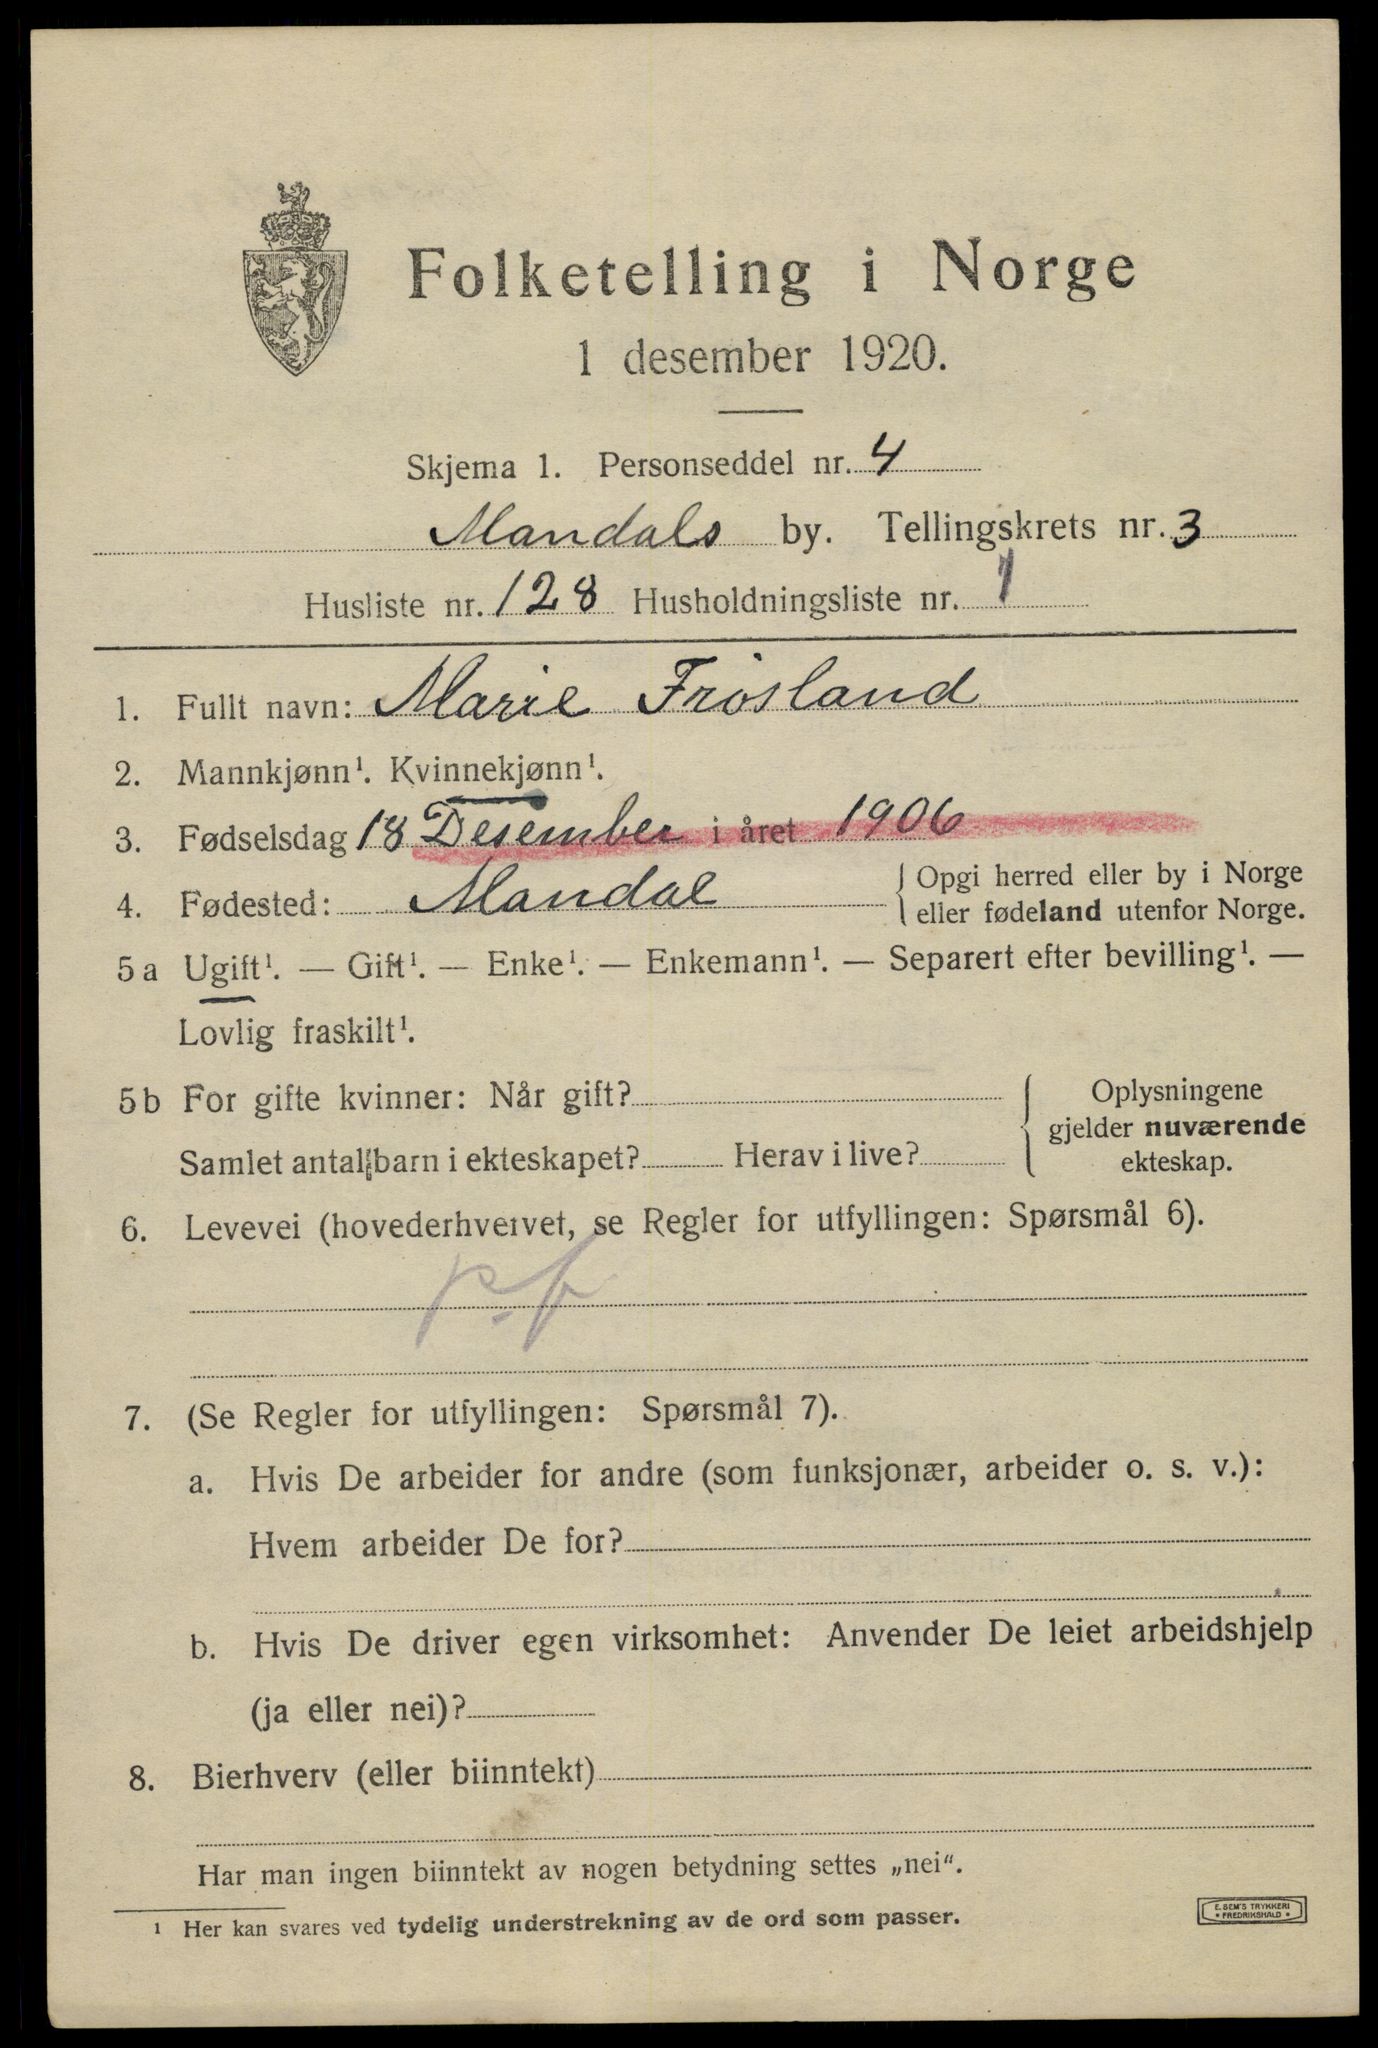 Folketelling i Norge
1 desember 1920.
Skjema 1. Personseddel nr. 4
Mandals by. Tellingskrets nr. 3
Husliste nr. 128 Husholdningsliste nr. 1
1. Fullt navn: Marie Frösland
2. Mannkjønn¹. Kvinnekjønn¹.
3. Fødselsdag 18 Desember i året 1906
4. Fødested: Mandal { Opgi herred eller by i Norge
eller fødeland utenfor Norge.
5 a Ugift¹. — Gift¹. — Enke¹. — Enkemann¹. — Separert efter bevilling¹. —
Lovlig fraskilt¹.
5 b For gifte kvinner: Når gift?
Samlet antal barn i ekteskapet? Herav i live?
{ Oplysningene
gjelder nuværende
ekteskap.
6. Levevei (hovederhvervet, se Regler for utfyllingen: Spørsmål 6).
p.f
7. (Se Regler for utfyllingen: Spørsmål 7).
a. Hvis De arbeider for andre (som funksjonær, arbeider o. s. v.):
Hvem arbeider De for?
b. Hvis De driver egen virksomhet: Anvender De leiet arbeidshjelp
(ja eller nei)?
8. Bierhverv (eller biinntekt)
Har man ingen biinntekt av nogen betydning settes „nei“.
¹ Her kan svares ved tydelig understrekning av de ord som passer.
E. SEM'S TRYKKERI
• FREDRIKSHALD •